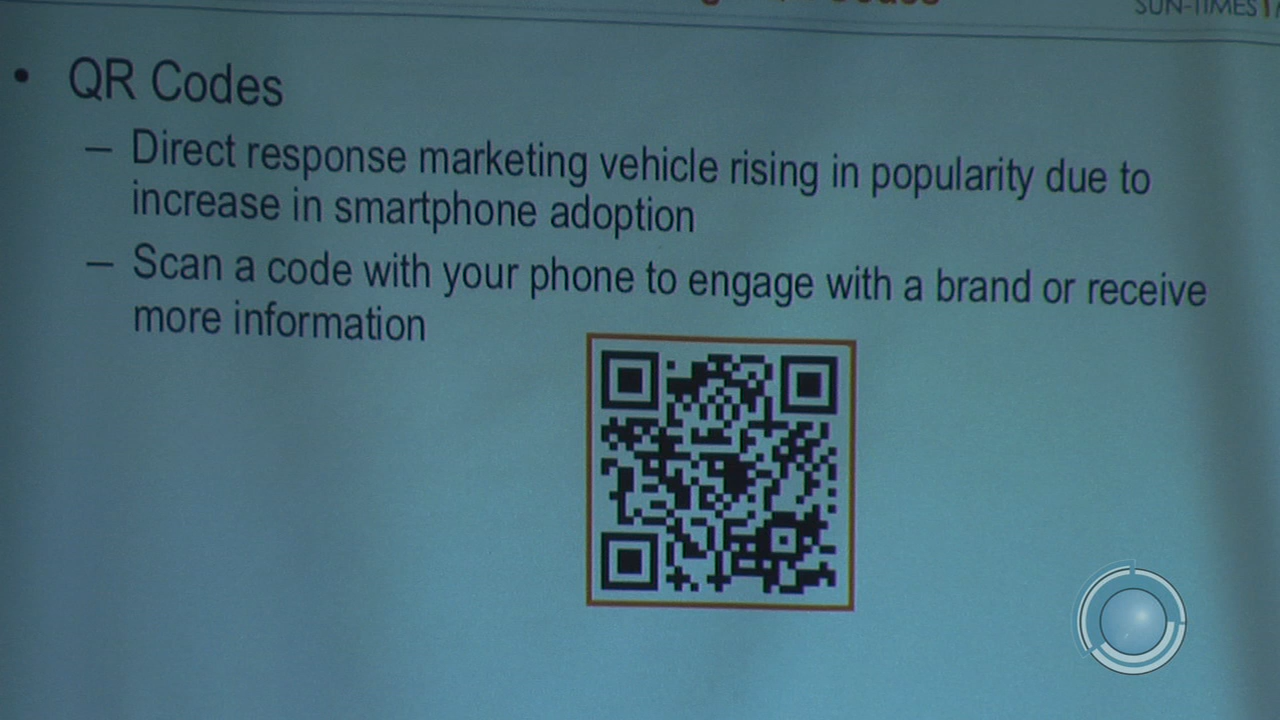 SUN-TIMES
• QR Codes
– Direct response marketing vehicle rising in popularity due to
increase in smartphone adoption
– Scan a code with your phone to engage with a brand or receive
more information